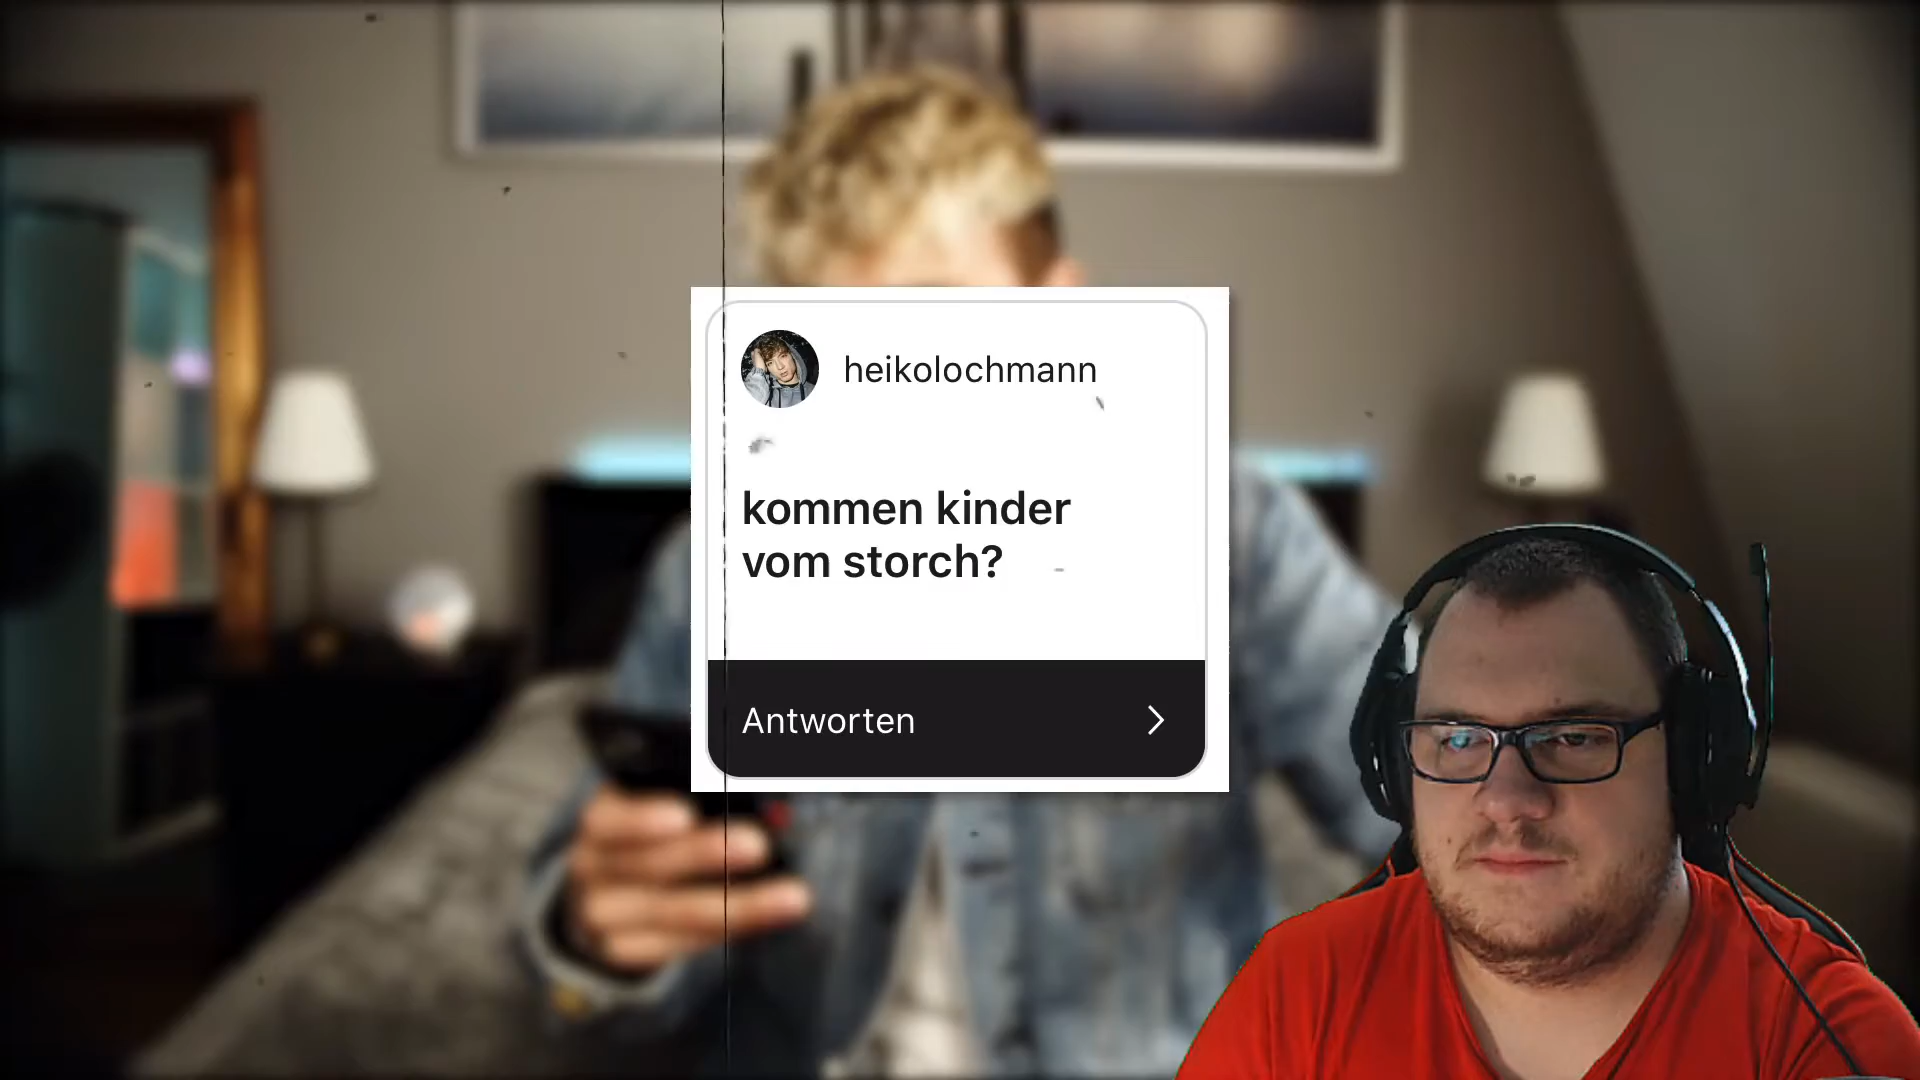 heikolochmann
kommen kinder
vom storch?
Antworten